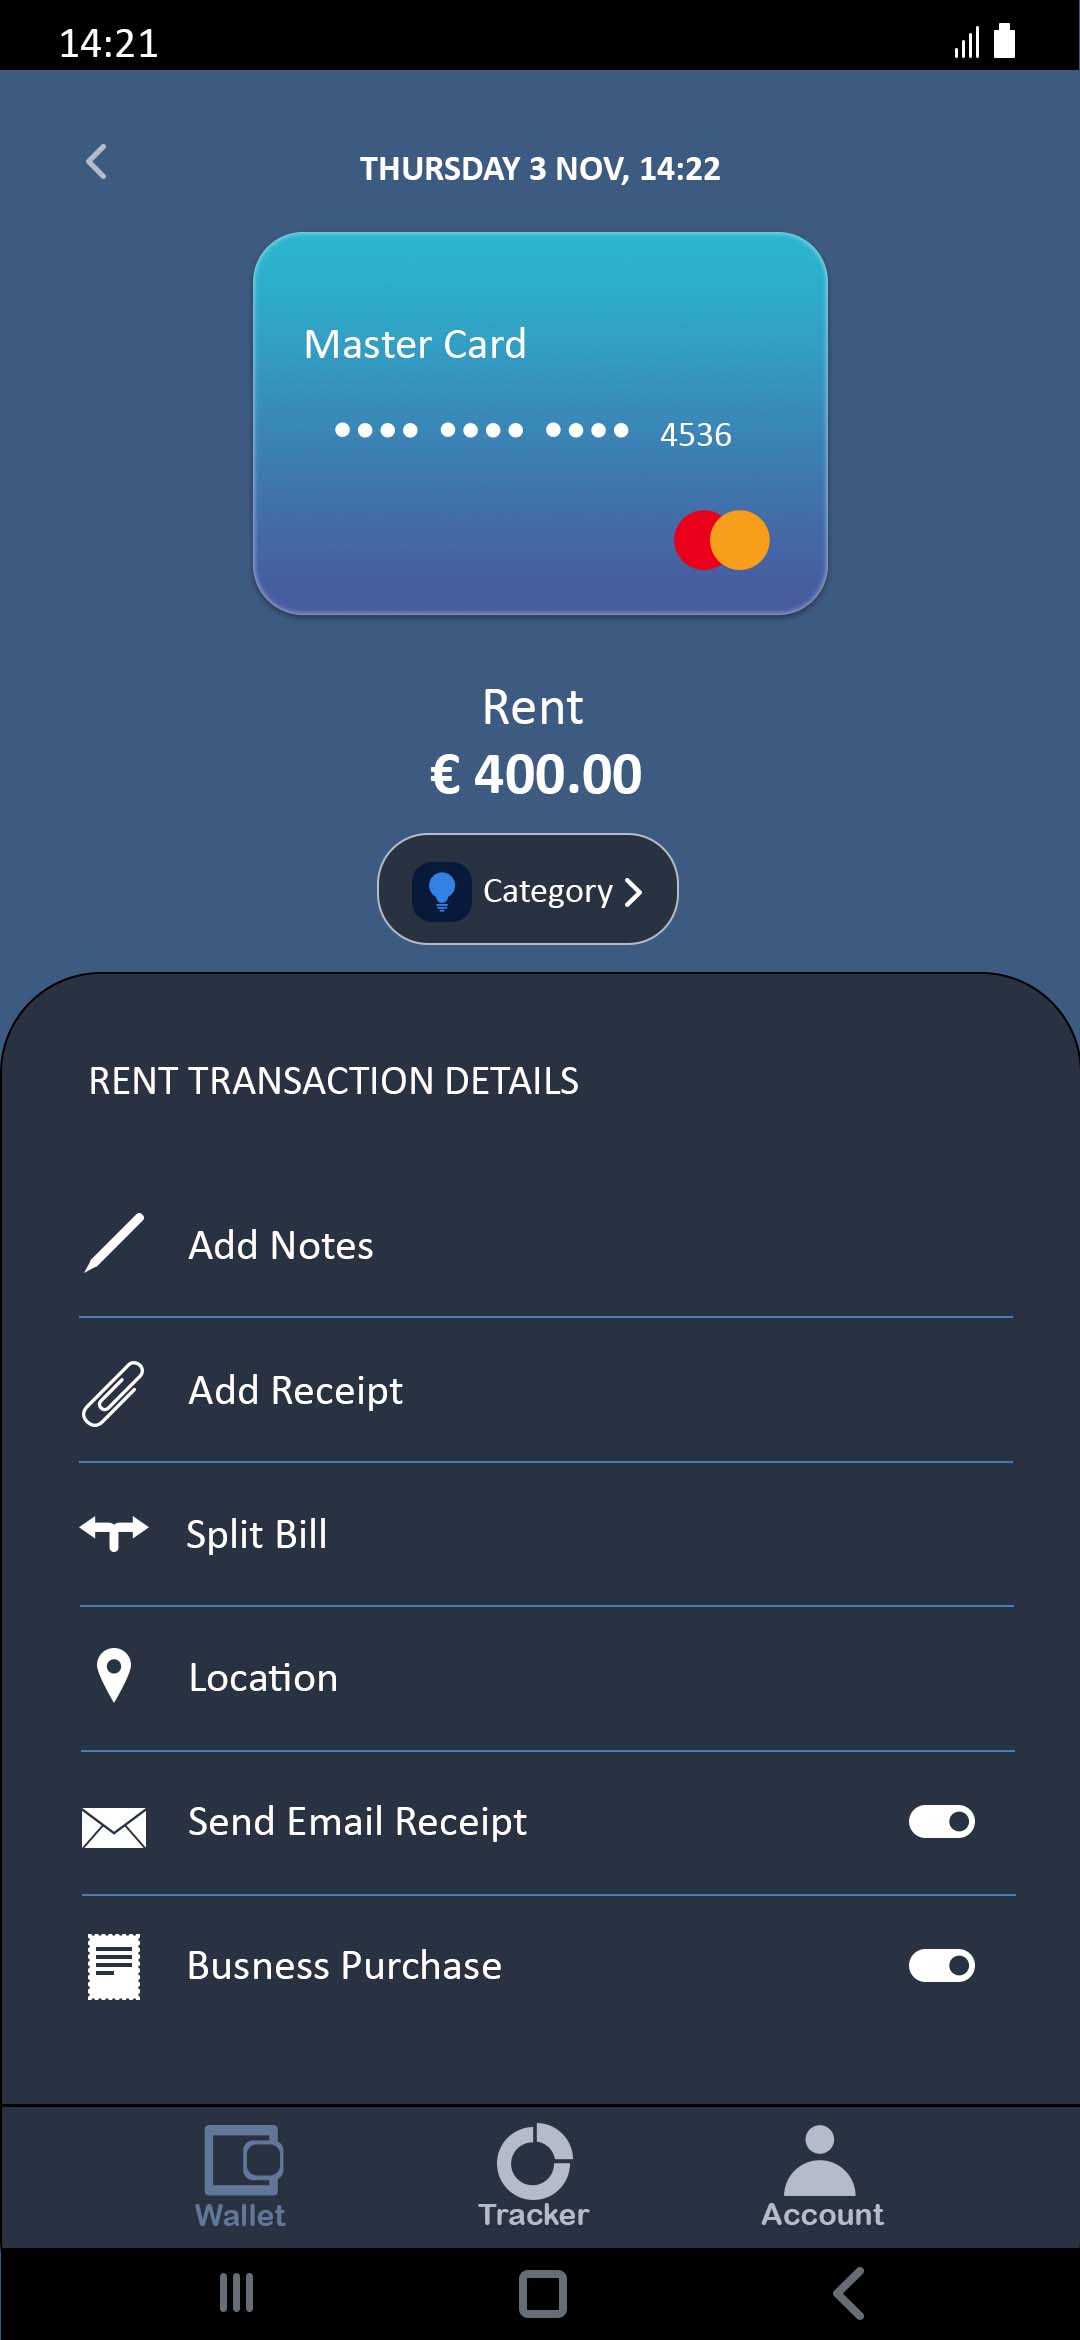 14:21
THURSDAY 3 NOV, 14:22
Master Card
•••• •••• •••• 4536
Rent
€ 400.00
Category
RENT TRANSACTION DETAILS
Add Notes
Add Receipt
Split Bill
Location
Send Email Receipt
Busness Purchase
Wallet
Tracker
Account